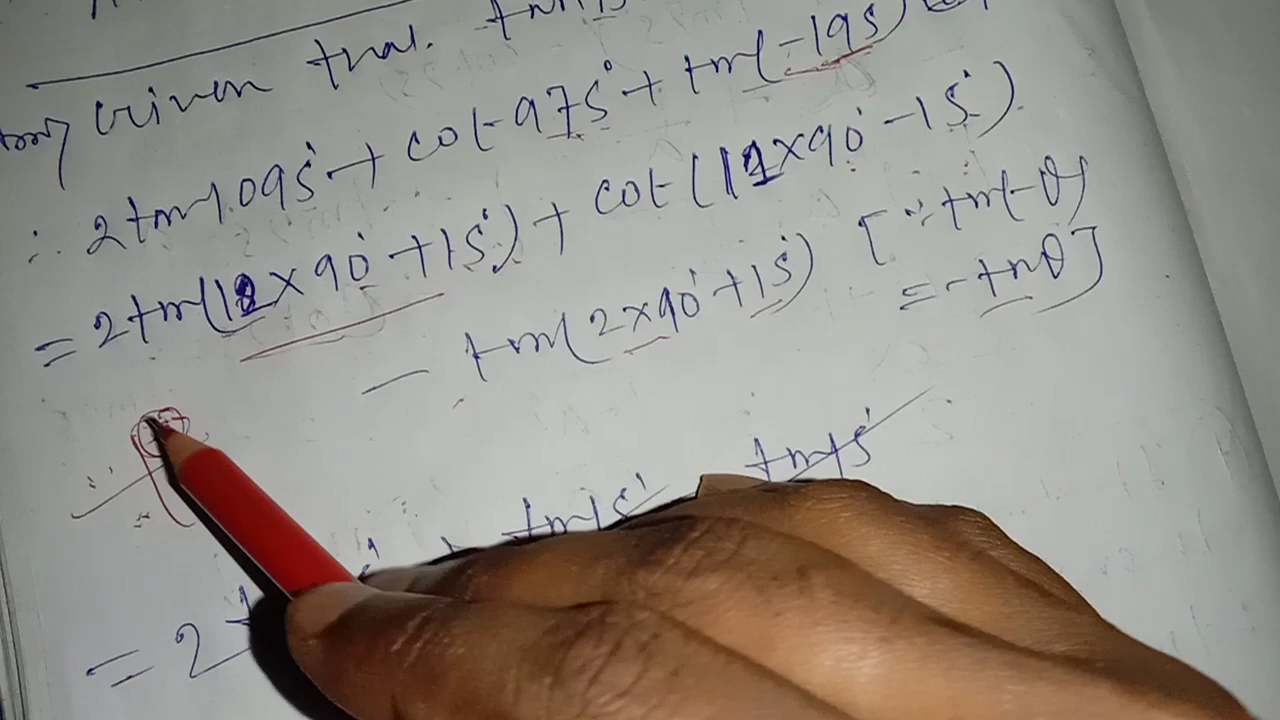 Given that. tan15
∴ 2tan1095° + cot975° + tan(-195°)
= 2tan(12×90°+15°) + cot(11×90°-15°)
- tan(2×90°+15°) [∵tan(-θ)
= -tanθ]
tan15° tan15°
= 2